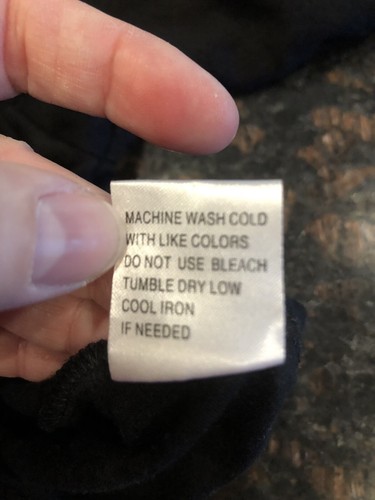 MACHINE WASH COLD
WITH LIKE COLORS
DO NOT USE BLEACH
TUMBLE DRY LOW
COOL IRON
IF NEEDED